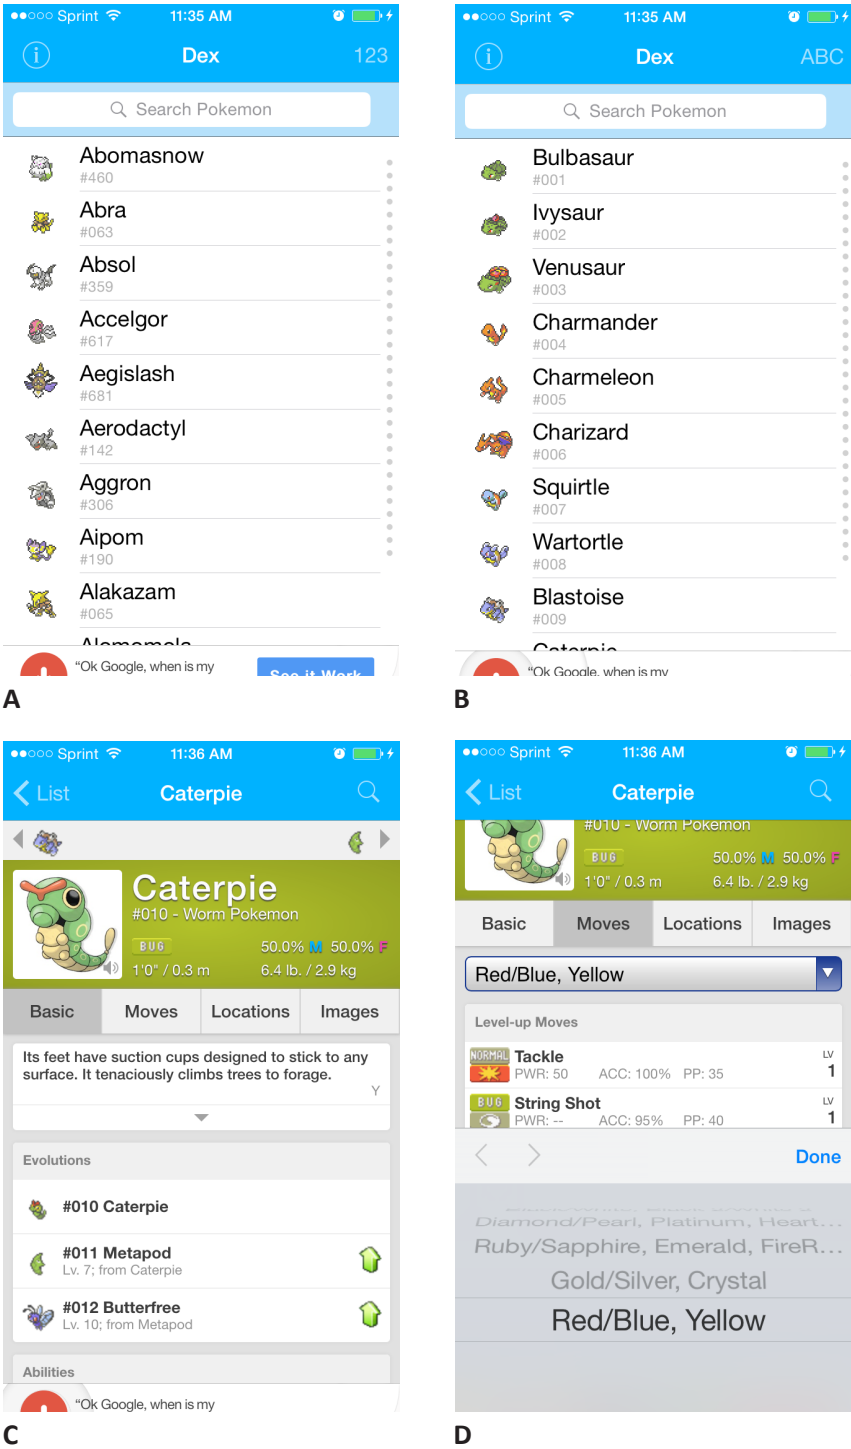 Sprint 11:35 AM
Dex 123
Search Pokemon
Abomasnow
#460
Abra
#063
Absol
#359
Accelgor
#617
Aegislash
#681
Aerodactyl
#142
Aggron
#306
Aipom
#190
Alakazam
#065
Alomomola
“Ok Google, when is my
See it Work
A
Sprint 11:35 AM
Dex ABC
Search Pokemon
Bulbasaur
#001
Ivysaur
#002
Venusaur
#003
Charmander
#004
Charmeleon
#005
Charizard
#006
Squirtle
#007
Wartortle
#008
Blastoise
#009
Caterpie
“Ok Google, when is my
B
Sprint 11:36 AM
List Caterpie
Caterpie
#010 - Worm Pokemon
BUG 50.0% M 50.0% F
1'0" / 0.3 m 6.4 lb. / 2.9 kg
Basic Moves Locations Images
Its feet have suction cups designed to stick to any
surface. It tenaciously climbs trees to forage.
Y
Evolutions
#010 Caterpie
#011 Metapod
Lv. 7; from Caterpie
#012 Butterfree
Lv. 10; from Metapod
Abilities
“Ok Google, when is my
C
Sprint 11:36 AM
List Caterpie
#010 - Worm Pokemon
BUG 50.0% M 50.0% F
1'0" / 0.3 m 6.4 lb. / 2.9 kg
Basic Moves Locations Images
Red/Blue, Yellow
Level-up Moves
NORMAL Tackle LV
PWR: 50 ACC: 100% PP: 35 1
BUG String Shot LV
PWR: -- ACC: 95% PP: 40 1
Done
Diamond/Pearl, Platinum, Heart...
Ruby/Sapphire, Emerald, FireR...
Gold/Silver, Crystal
Red/Blue, Yellow
D